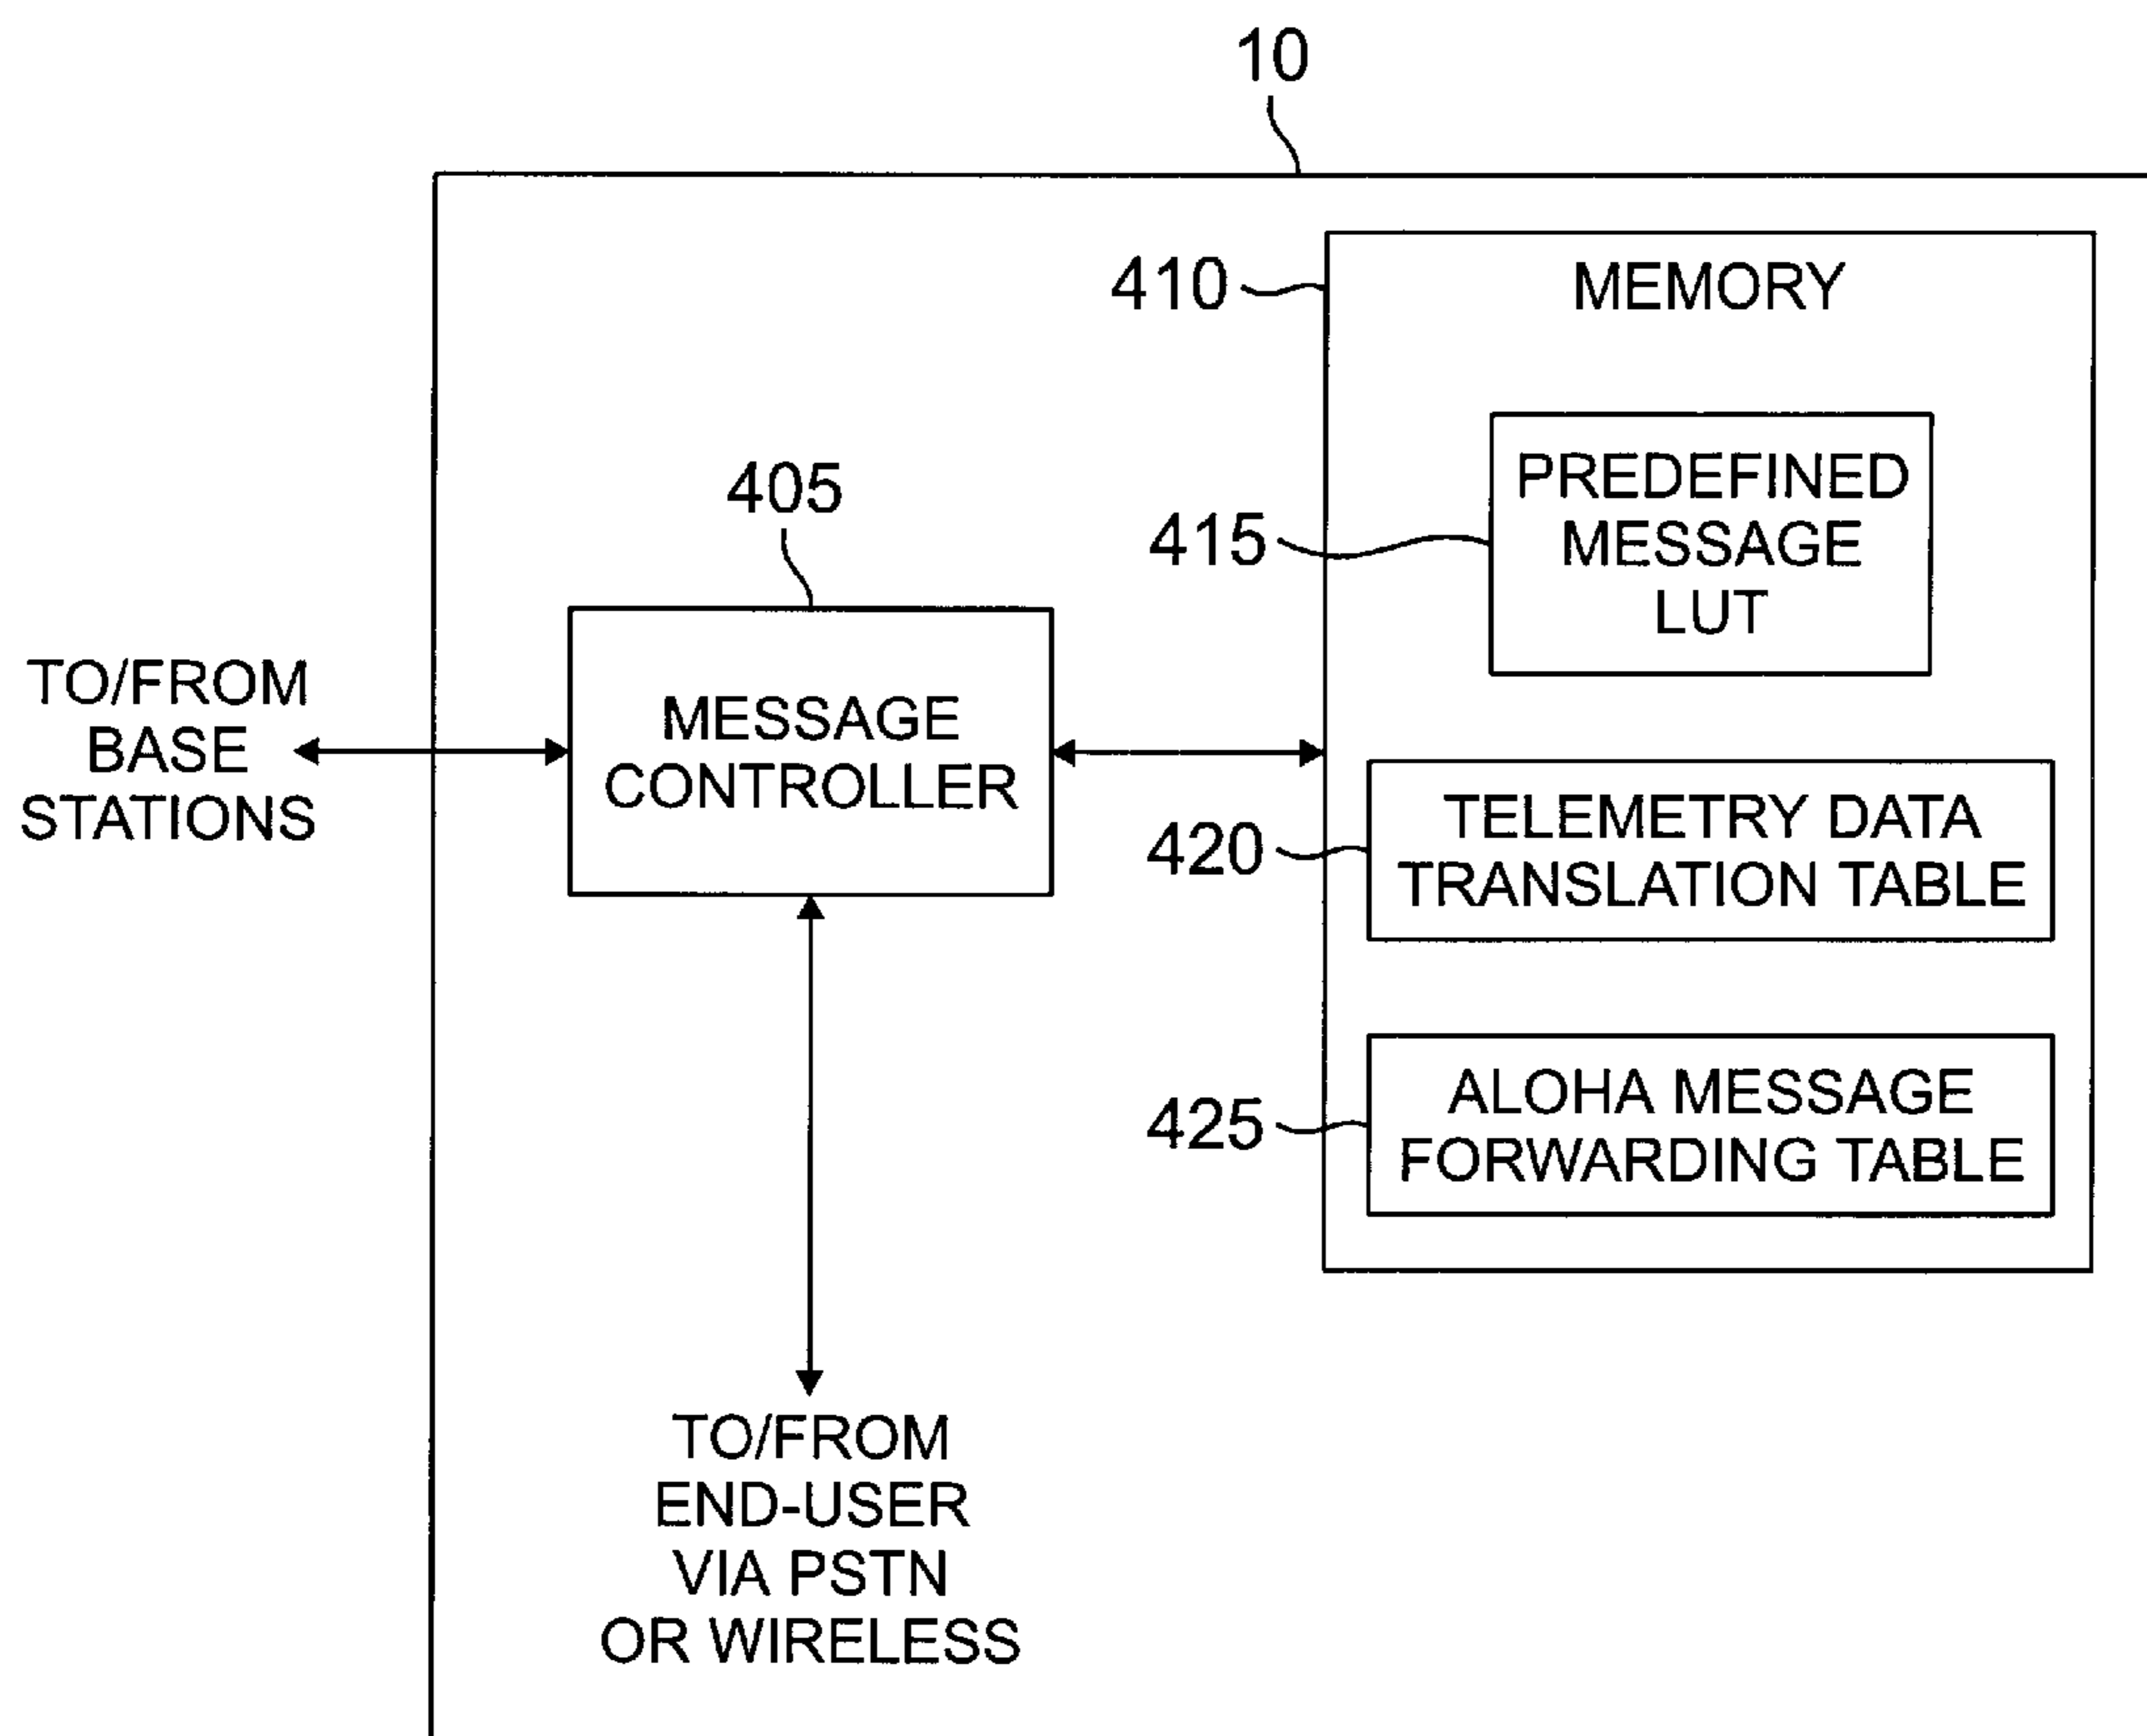 10
410
MEMORY
405
415
PREDEFINED
MESSAGE
LUT
TO/FROM
BASE
STATIONS
MESSAGE
CONTROLLER
420
TELEMETRY DATA
TRANSLATION TABLE
425
ALOHA MESSAGE
FORWARDING TABLE
TO/FROM
END-USER
VIA PSTN
OR WIRELESS